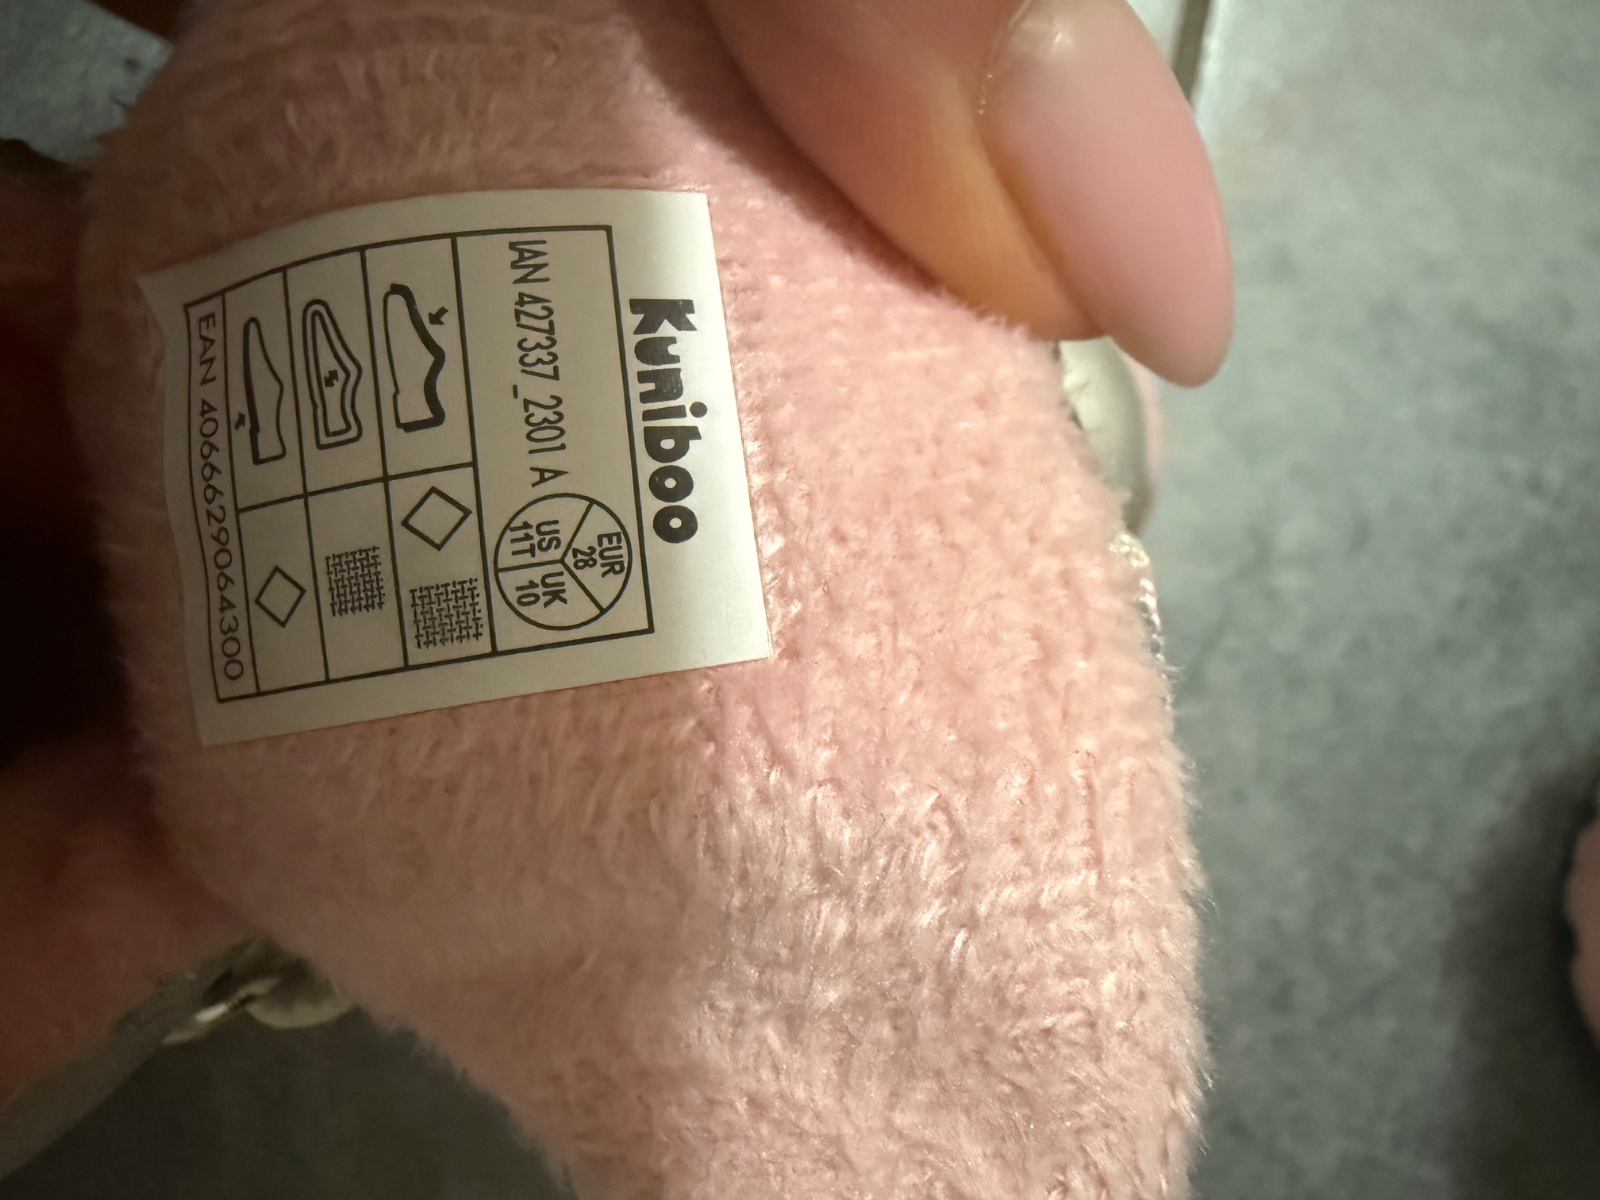 Kuniboo
IAN 427337_2301 A
EUR
28
US
11T
UK
10
EAN 4066629064300